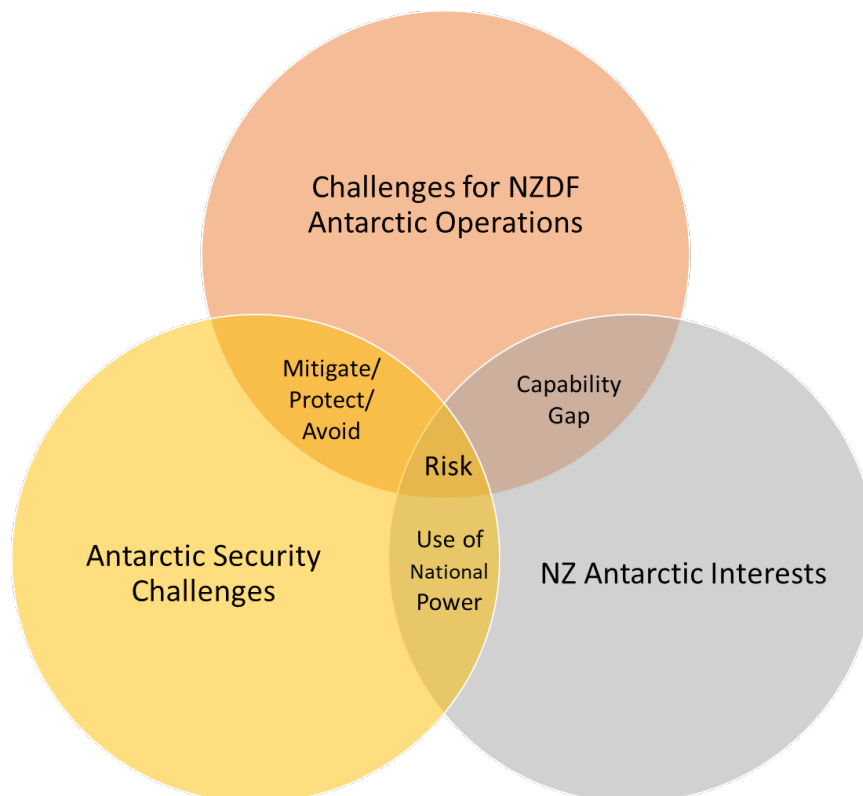 Challenges for NZDF
Antarctic Operations
Mitigate/
Protect/
Avoid
Capability
Gap
Risk
Antarctic Security
Challenges
Use of
National
Power
NZ Antarctic Interests